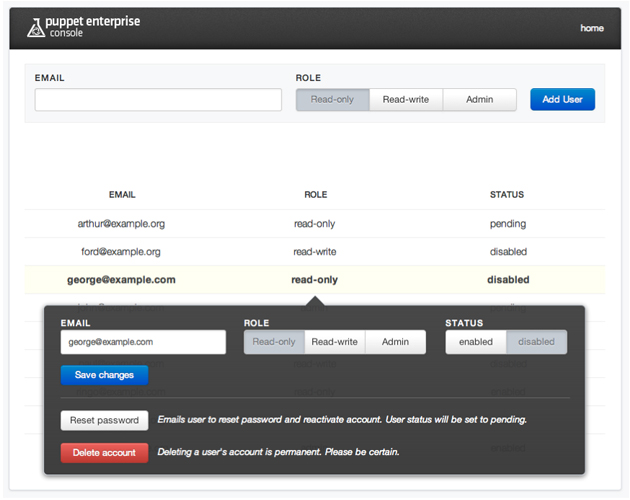 puppet enterprise
console
home
EMAIL
ROLE
Read-only Read-write Admin
Add User
EMAIL ROLE STATUS
arthur@example.org read-only pending
ford@example.org read-write disabled
george@example.com read-only disabled
EMAIL ROLE STATUS
george@example.com Read-only Read-write Admin enabled disabled
Save changes
Reset password Emails user to reset password and reactivate account. User status will be set to pending.
Delete account Deleting a user's account is permanent. Please be certain.